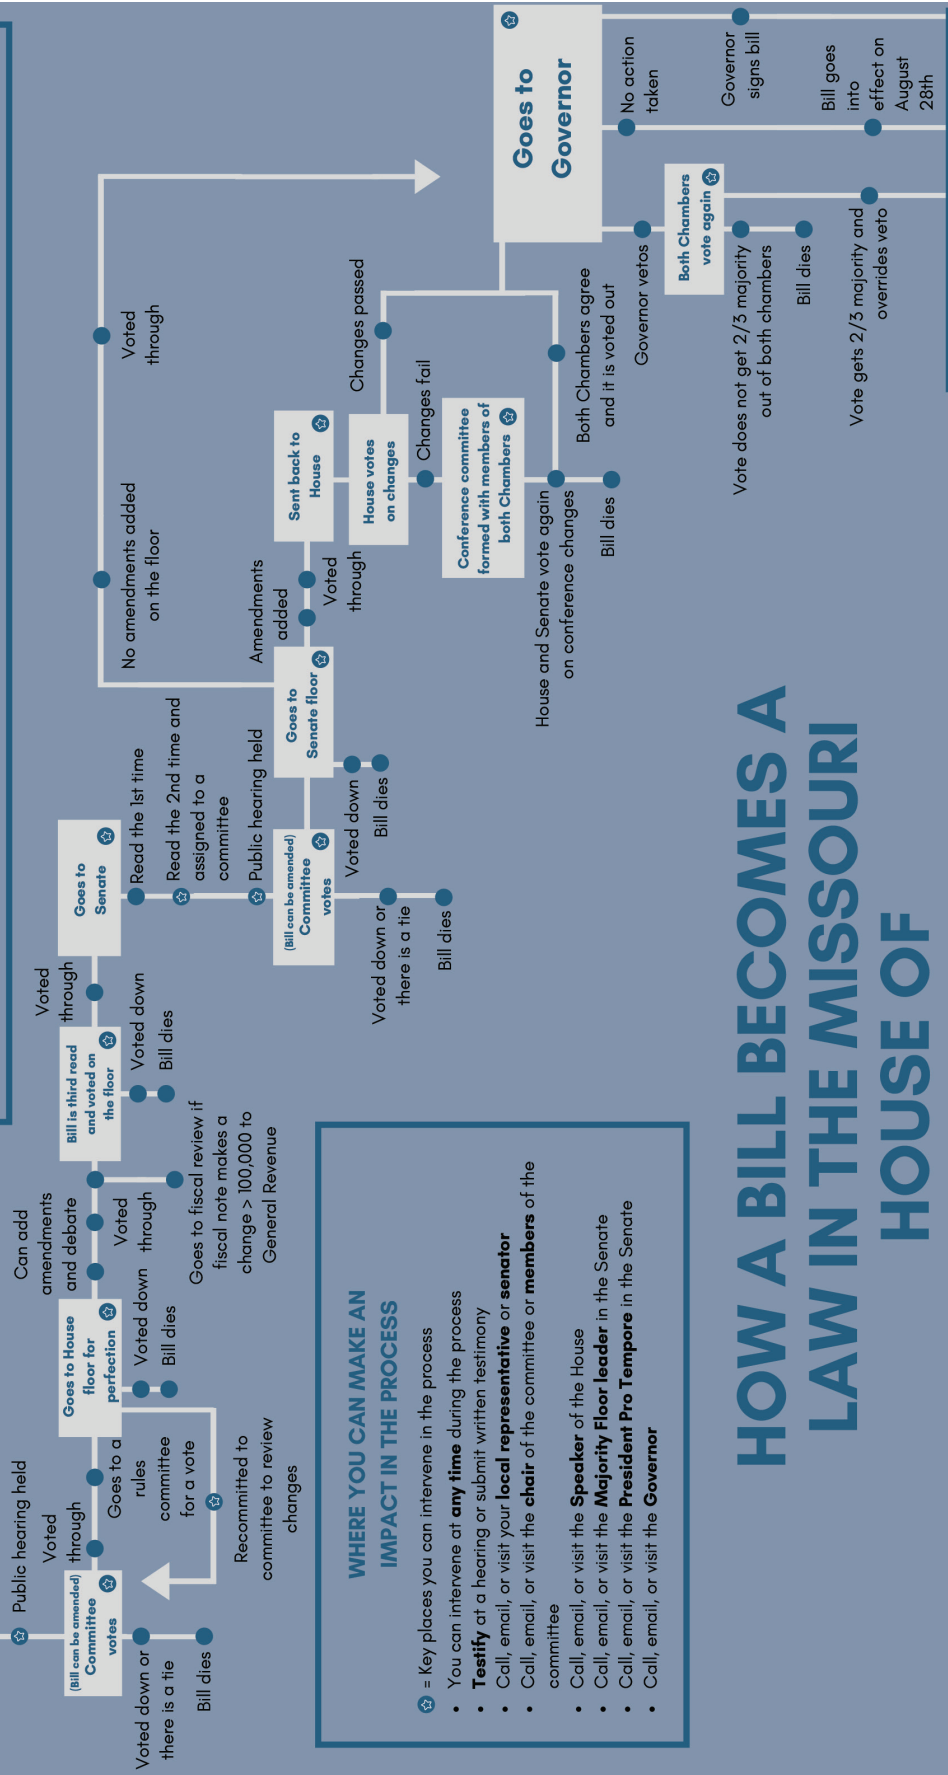 Public hearing held
(Bill can be amended)
Committee
votes
Voted down or
there is a tie
Bill dies
Voted
through
Goes to a
rules
committee
for a vote
Recommitted to
committee to review
changes
Goes to House
floor for
perfection
Voted down
Bill dies
Can add
amendments
and debate
Voted
through
Goes to fiscal review if
fiscal note makes a
change > 100,000 to
General Revenue
Bill is third read
and voted on
the floor
Voted down
Bill dies
Voted
through
Goes to
Senate
Read the 1st time
Read the 2nd time and
assigned to a
committee
Public hearing held
(Bill can be amended)
Committee
votes
Voted down or
there is a tie
Bill dies
Goes to
Senate floor
Voted down
Bill dies
No amendments added
on the floor
Voted
through
Amendments
added
Voted
through
Sent back to
House
House votes
on changes
Changes passed
Changes fail
Conference committee
formed with members of
both Chambers
House and Senate vote again
on conference changes
Bill dies
Both Chambers agree
and it is voted out
Goes to
Governor
No action
taken
Governor
signs bill
Bill goes
into
effect on
August
28th
Governor vetos
Both Chambers
vote again
Vote does not get 2/3 majority
out of both chambers
Bill dies
Vote gets 2/3 majority and
overrides veto
WHERE YOU CAN MAKE AN
IMPACT IN THE PROCESS
= Key places you can intervene in the process
• You can intervene at any time during the process
• Testify at a hearing or submit written testimony
• Call, email, or visit your local representative or senator
• Call, email, or visit the chair of the committee or members of the
committee
• Call, email, or visit the Speaker of the House
• Call, email, or visit the Majority Floor leader in the Senate
• Call, email, or visit the President Pro Tempore in the Senate
• Call, email, or visit the Governor
HOW A BILL BECOMES A
LAW IN THE MISSOURI
HOUSE OF